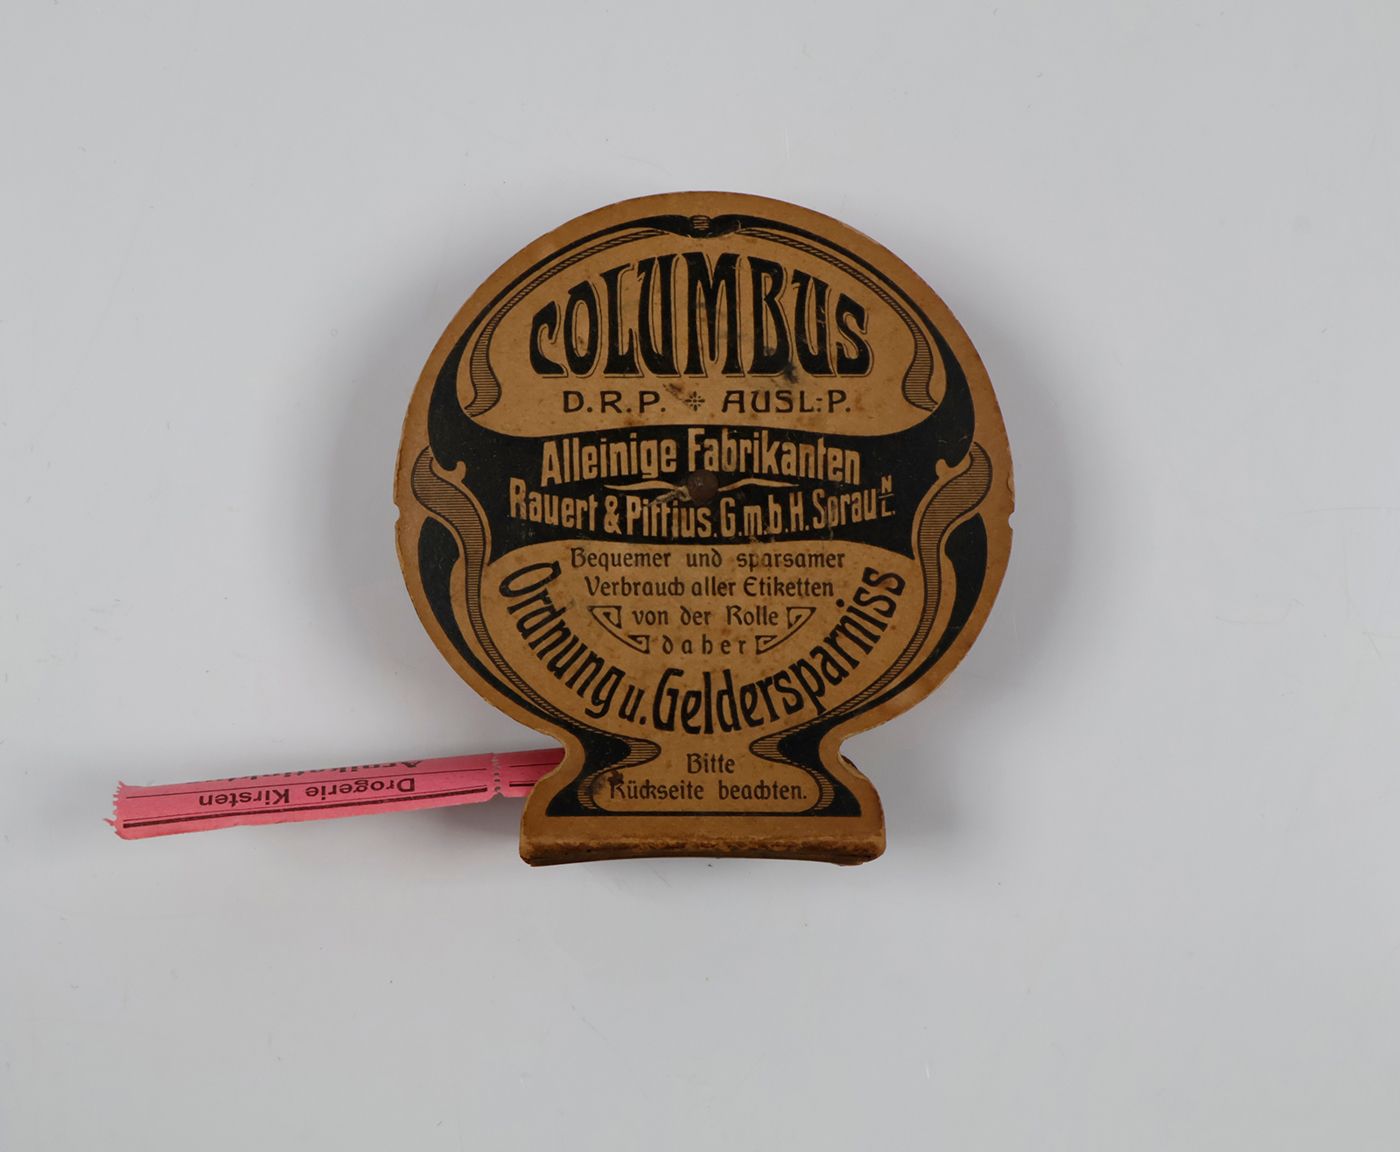 COLUMBUS
D.R.P. AUSL.-P.
Alleinige Fabrikanten
Rauert & Pittius. G.m.b.H. Sorau N/L.
Bequemer und sparsamer
Verbrauch aller Etiketten
von der Rolle
daher
Ordnung u. Geldersparniss
Bitte
Rückseite beachten.
Drogerie Kirsten